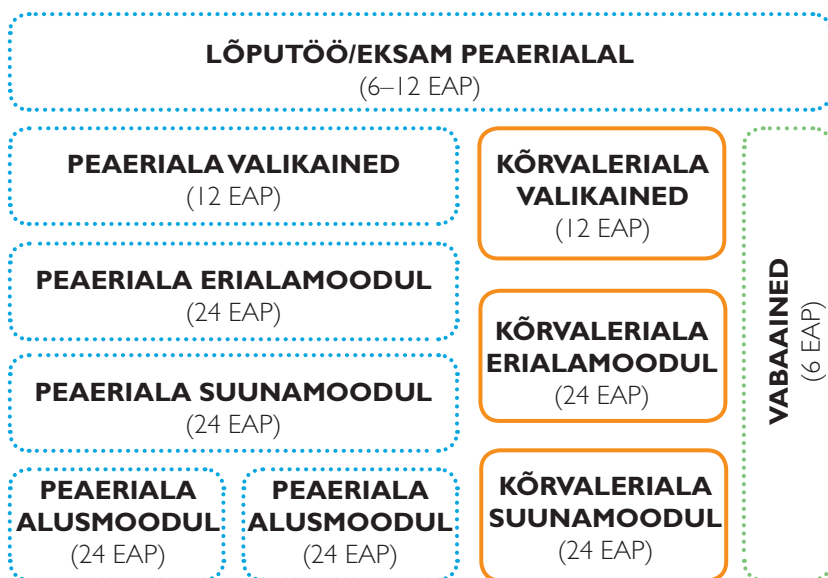 LÕPUTÖÖ/EKSAM PEAERIALAL
(6–12 EAP)
PEAERIALA VALIKAINED
(12 EAP)
PEAERIALA ERIALAMOODUL
(24 EAP)
PEAERIALA SUUNAMOODUL
(24 EAP)
PEAERIALA
ALUSMOODUL
(24 EAP)
PEAERIALA
ALUSMOODUL
(24 EAP)
KÕRVALERIALA
VALIKAINED
(12 EAP)
KÕRVALERIALA
ERIALAMOODUL
(24 EAP)
KÕRVALERIALA
SUUNAMOODUL
(24 EAP)
VABAAINED
(6 EAP)